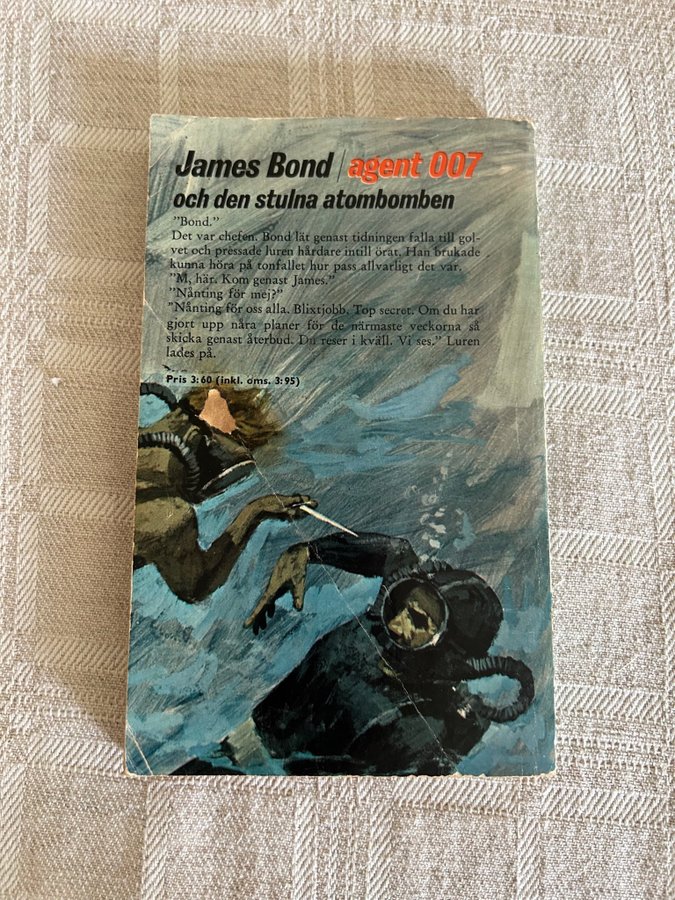 James Bond / agent 007
och den stulna atombomben
"Bond."
Det var chefen. Bond lät genast tidningen falla till gol-
vet och pressade luren hårdare intill örat. Han brukade
kunna höra på tonfallet hur pass allvarligt det var.
"M, här. Kom genast James."
"Nånting för mej?"
"Nånting för oss alla. Blixtjobb. Top secret. Om du har
gjort upp nåra planer för de närmaste veckorna så
skicka genast återbud. Du reser i kväll. Vi ses." Luren
lades på.
Pris 3:60 (inkl. oms. 3:95)